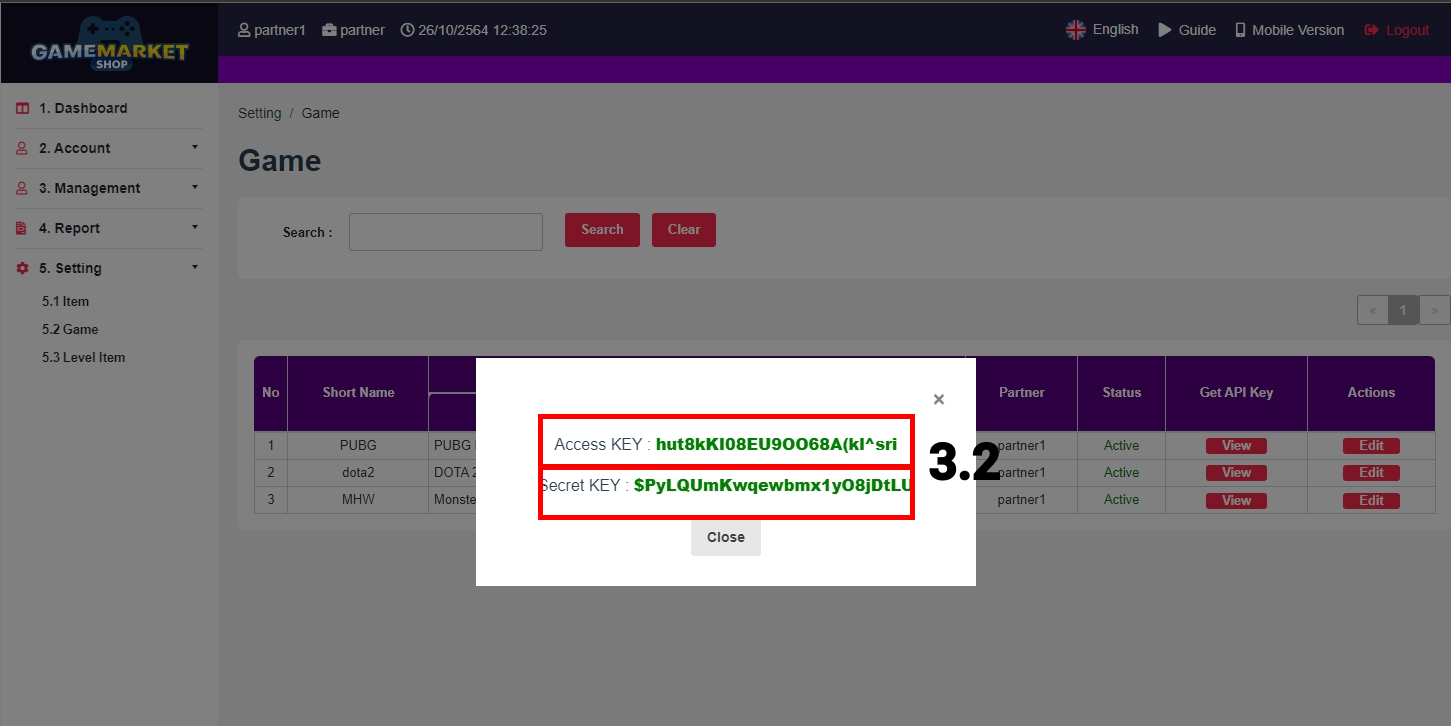 GAMEMARKET
SHOP
partner1 partner 26/10/2564 12:38:25 English Guide Mobile Version Logout
1. Dashboard
2. Account
3. Management
4. Report
5. Setting
5.1 Item
5.2 Game
5.3 Level Item
Setting / Game
Game
Search : Search Clear
« 1 »
No Short Name Partner Status Get API Key Actions
1 PUBG PUBG partner1 Active View Edit
2 dota2 DOTA 2 partner1 Active View Edit
3 MHW Monste partner1 Active View Edit
×
Access KEY : hut8kKI08EU9OO68A(kI^sri
Secret KEY : $PyLQUmKwqewbmx1yO8jDtLU
3.2
Close